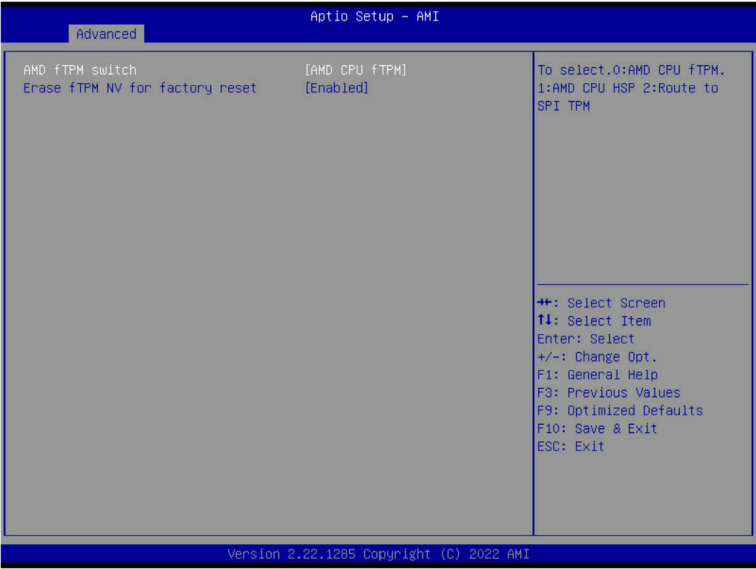 Aptio Setup - AMI
Advanced
AMD fTPM switch [AMD CPU fTPM]
Erase fTPM NV for factory reset [Enabled]
To select.0:AMD CPU fTPM.
1:AMD CPU HSP 2:Route to
SPI TPM
→←: Select Screen
↑↓: Select Item
Enter: Select
+/-: Change Opt.
F1: General Help
F3: Previous Values
F9: Optimized Defaults
F10: Save & Exit
ESC: Exit
Version 2.22.1285 Copyright (C) 2022 AMI